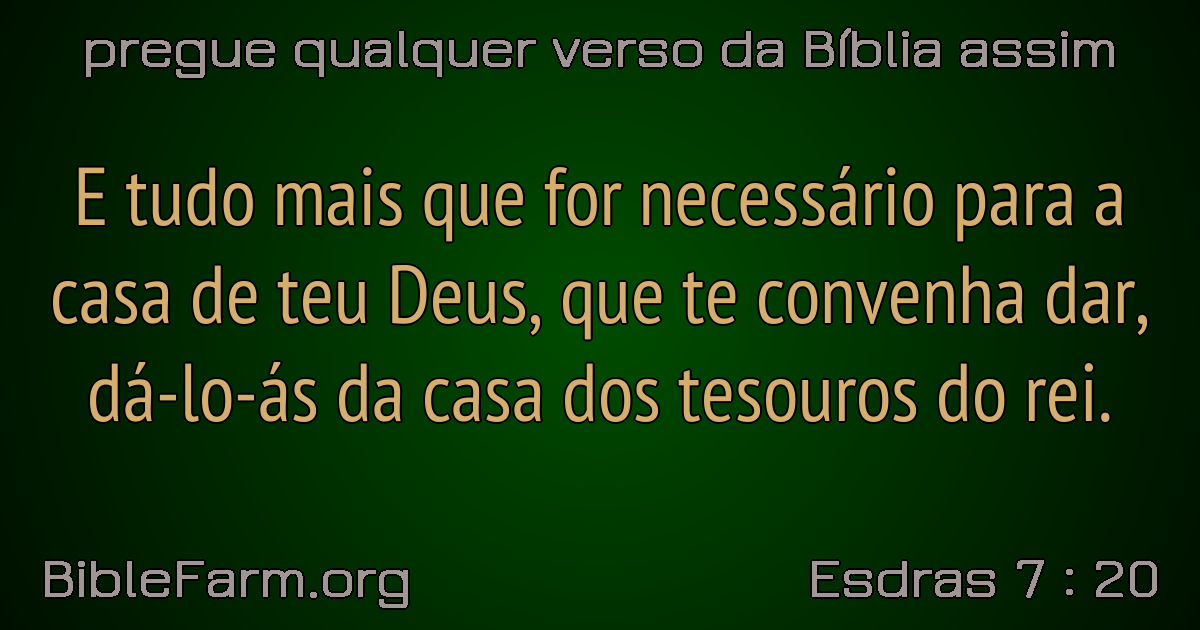 pregue qualquer verso da Bíblia assim
E tudo mais que for necessário para a
casa de teu Deus, que te convenha dar,
dá-lo-ás da casa dos tesouros do rei.
BibleFarm.org
Esdras 7 : 20